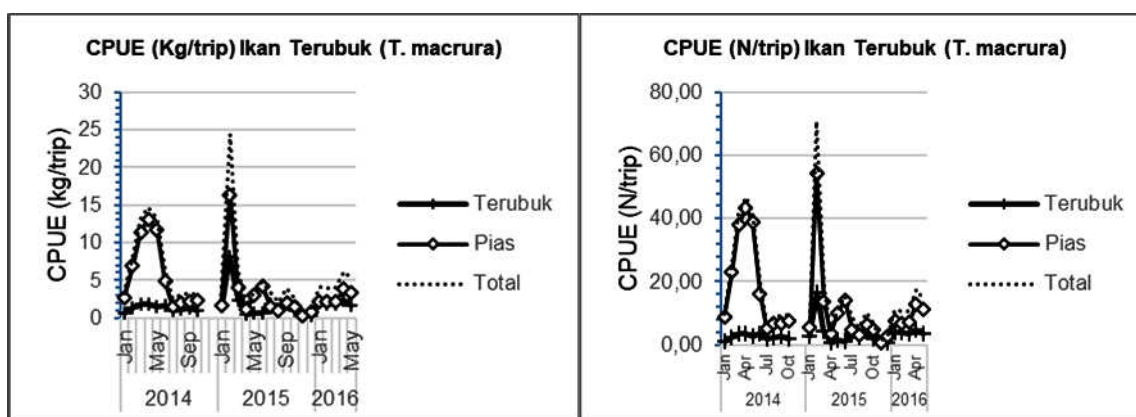 CPUE (Kg/trip) Ikan Terubuk (T. macrura)
30
25
20
15
10
5
0
CPUE (kg/trip)
Jan
May
Sep
Jan
May
Sep
Jan
May
2014
2015
2016
Terubuk
Pias
Total
CPUE (N/trip) Ikan Terubuk (T. macrura)
80,00
60,00
40,00
20,00
0,00
CPUE (N/trip)
Jan
Apr
Jul
Oct
Jan
Apr
Jul
Oct
Jan
Apr
2014
2015
2016
Terubuk
Pias
Total